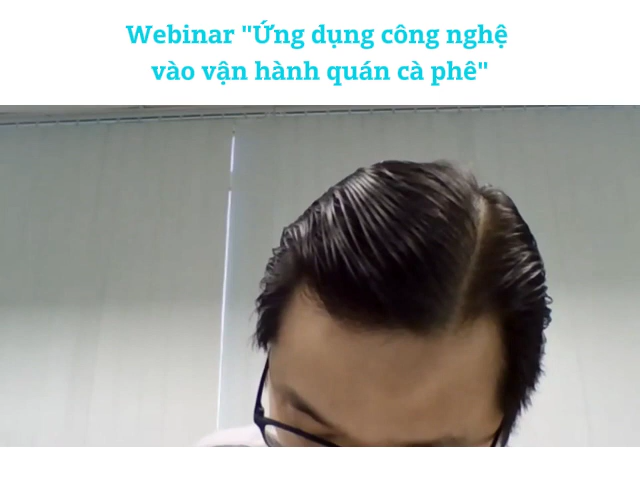 Webinar "Ứng dụng công nghệ
vào vận hành quán cà phê"